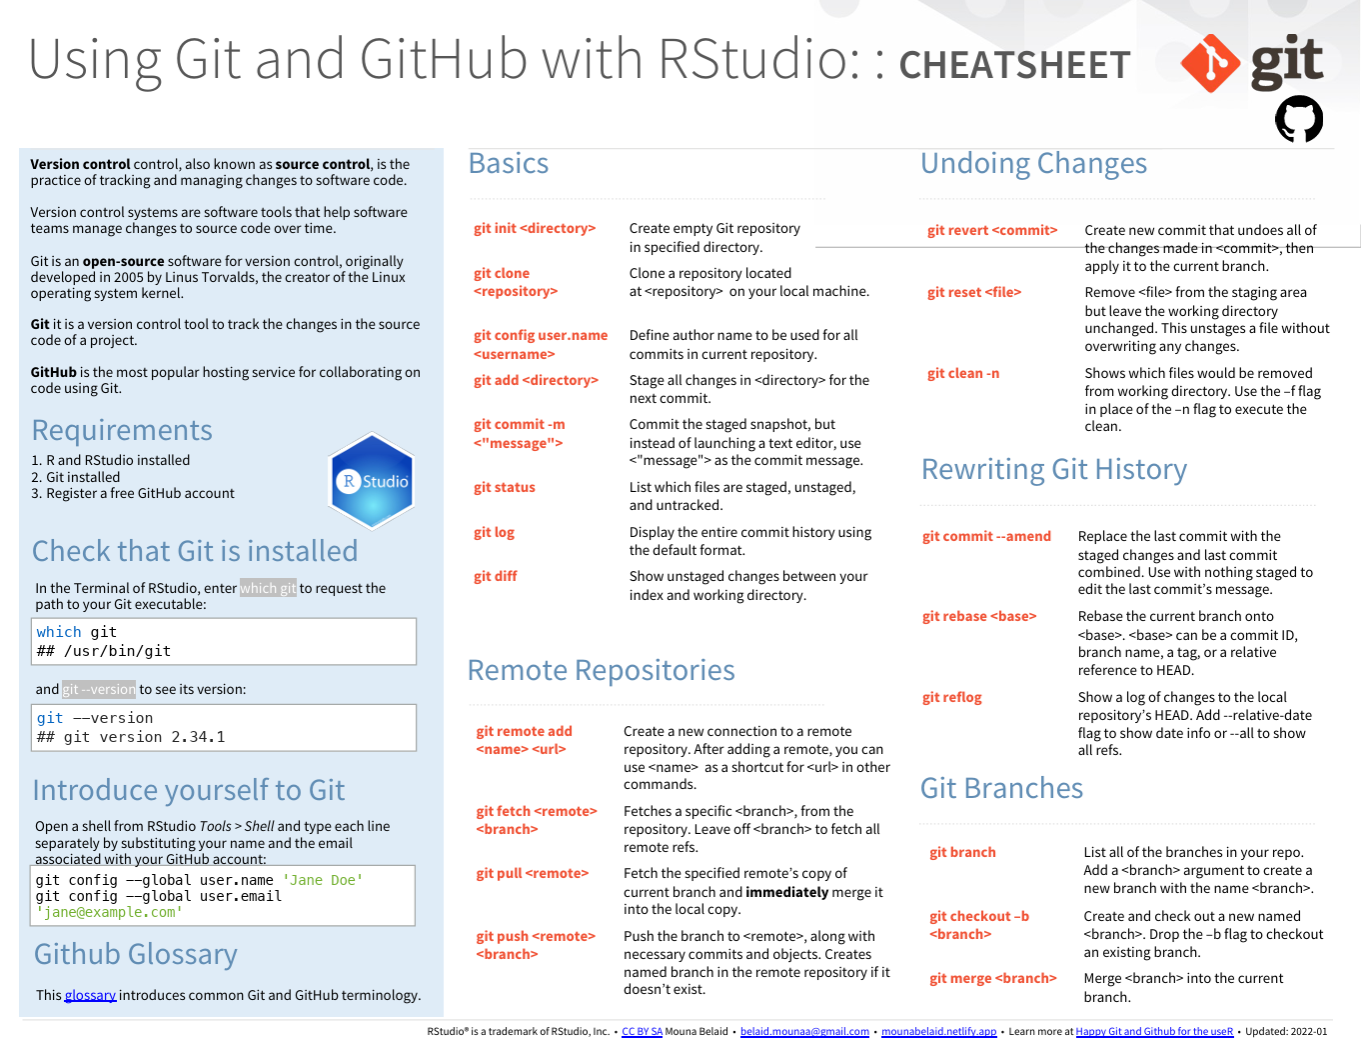 Using Git and GitHub with RStudio: : CHEATSHEET
git
Version control control, also known as source control, is the
practice of tracking and managing changes to software code.
Version control systems are software tools that help software
teams manage changes to source code over time.
Git is an open-source software for version control, originally
developed in 2005 by Linus Torvalds, the creator of the Linux
operating system kernel.
Git it is a version control tool to track the changes in the source
code of a project.
GitHub is the most popular hosting service for collaborating on
code using Git.
Requirements
1. R and RStudio installed
2. Git installed
3. Register a free GitHub account
R Studio
Check that Git is installed
In the Terminal of RStudio, enter which git to request the
path to your Git executable:
which git
## /usr/bin/git
and git --version to see its version:
git --version
## git version 2.34.1
Introduce yourself to Git
Open a shell from RStudio Tools > Shell and type each line
separately by substituting your name and the email
associated with your GitHub account:
git config --global user.name 'Jane Doe'
git config --global user.email
'jane@example.com'
Github Glossary
This glossary introduces common Git and GitHub terminology.
Basics
git init <directory>
Create empty Git repository
in specified directory.
git clone
<repository>
Clone a repository located
at <repository> on your local machine.
git config user.name
<username>
Define author name to be used for all
commits in current repository.
git add <directory>
Stage all changes in <directory> for the
next commit.
git commit -m
<"message">
Commit the staged snapshot, but
instead of launching a text editor, use
<"message"> as the commit message.
git status
List which files are staged, unstaged,
and untracked.
git log
Display the entire commit history using
the default format.
git diff
Show unstaged changes between your
index and working directory.
Remote Repositories
git remote add
<name> <url>
Create a new connection to a remote
repository. After adding a remote, you can
use <name> as a shortcut for <url> in other
commands.
git fetch <remote>
<branch>
Fetches a specific <branch>, from the
repository. Leave off <branch> to fetch all
remote refs.
git pull <remote>
Fetch the specified remote's copy of
current branch and immediately merge it
into the local copy.
git push <remote>
<branch>
Push the branch to <remote>, along with
necessary commits and objects. Creates
named branch in the remote repository if it
doesn't exist.
Undoing Changes
git revert <commit>
Create new commit that undoes all of
the changes made in <commit>, then
apply it to the current branch.
git reset <file>
Remove <file> from the staging area
but leave the working directory
unchanged. This unstages a file without
overwriting any changes.
git clean -n
Shows which files would be removed
from working directory. Use the –f flag
in place of the –n flag to execute the
clean.
Rewriting Git History
git commit --amend
Replace the last commit with the
staged changes and last commit
combined. Use with nothing staged to
edit the last commit's message.
git rebase <base>
Rebase the current branch onto
<base>. <base> can be a commit ID,
branch name, a tag, or a relative
reference to HEAD.
git reflog
Show a log of changes to the local
repository's HEAD. Add --relative-date
flag to show date info or --all to show
all refs.
Git Branches
git branch
List all of the branches in your repo.
Add a <branch> argument to create a
new branch with the name <branch>.
git checkout –b
<branch>
Create and check out a new named
<branch>. Drop the –b flag to checkout
an existing branch.
git merge <branch>
Merge <branch> into the current
branch.
RStudio® is a trademark of RStudio, Inc. • CC BY SA Mouna Belaid • belaid.mounaa@gmail.com • mounabelaid.netlify.app • Learn more at Happy Git and Github for the useR • Updated: 2022-01